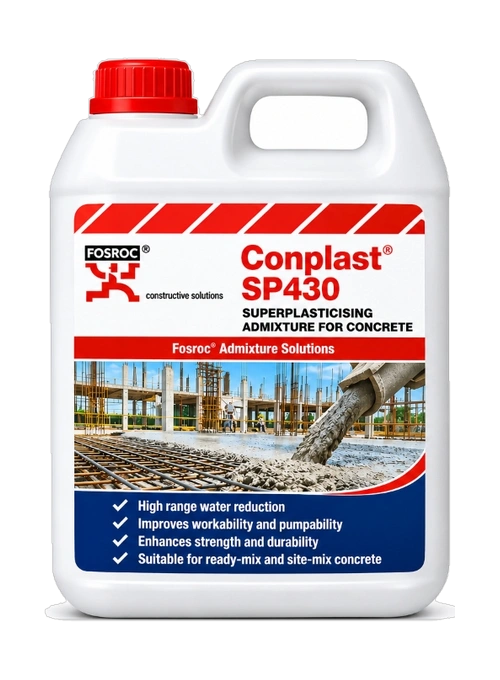 FOSROC®
constructive solutions
Conplast®
SP430
SUPERPLASTICISING
ADMIXTURE FOR CONCRETE
Fosroc® Admixture Solutions
High range water reduction
Improves workability and pumpability
Enhances strength and durability
Suitable for ready-mix and site-mix concrete